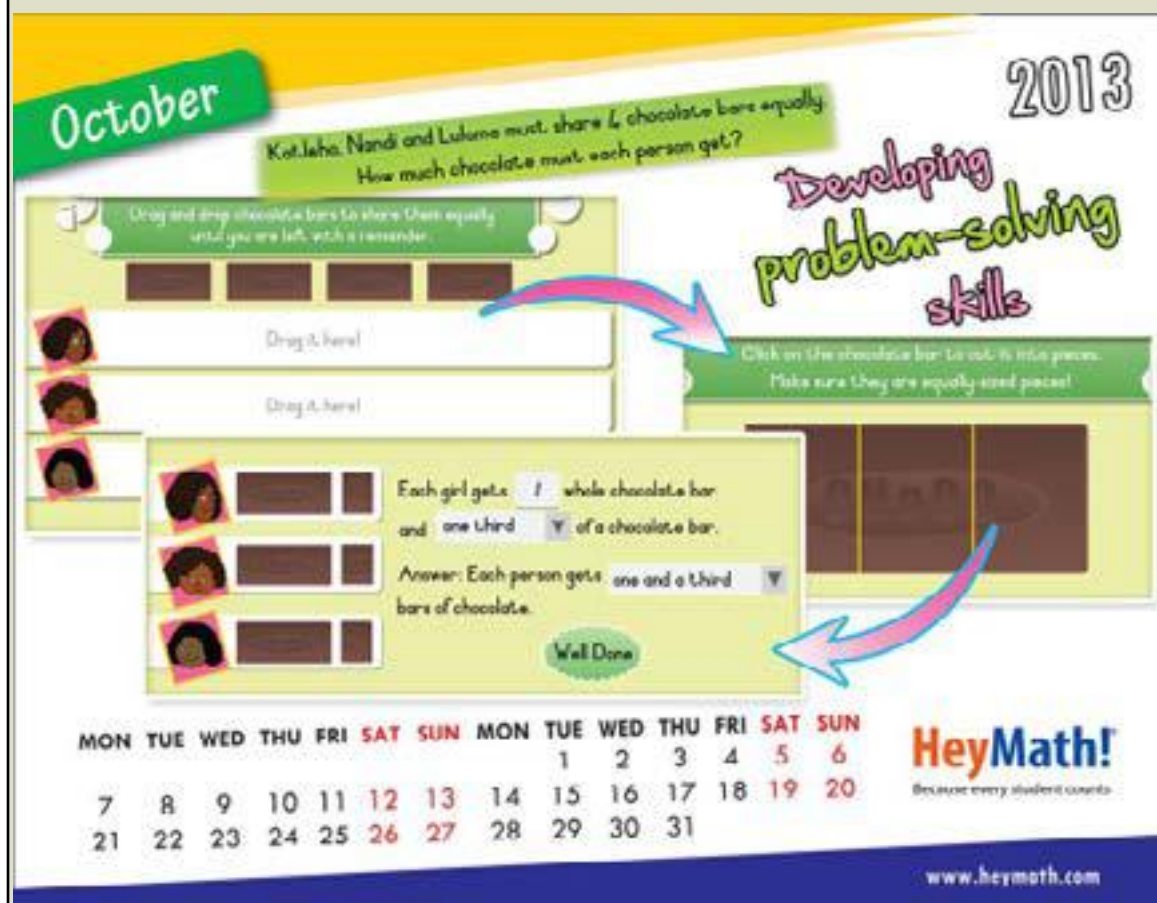 October
2013
Kotleho, Nandi and Lulama must share 4 chocolate bars equally.
How much chocolate must each person get?
Developing
problem-solving
skills
Drag and drop chocolate bars to share them equally
until you are left with a remainder.
Drag it here!
Drag it here!
Click on the chocolate bar to cut it into pieces.
Make sure they are equally-sized pieces!
Each girl gets 1 whole chocolate bar
and one third of a chocolate bar.
Answer: Each person gets one and a third
bars of chocolate.
Well Done
MON TUE WED THU FRI SAT SUN MON TUE WED THU FRI SAT SUN
1 2 3 4 5 6
7 8 9 10 11 12 13 14 15 16 17 18 19 20
21 22 23 24 25 26 27 28 29 30 31
HeyMath!
Because every student counts
www.heymath.com